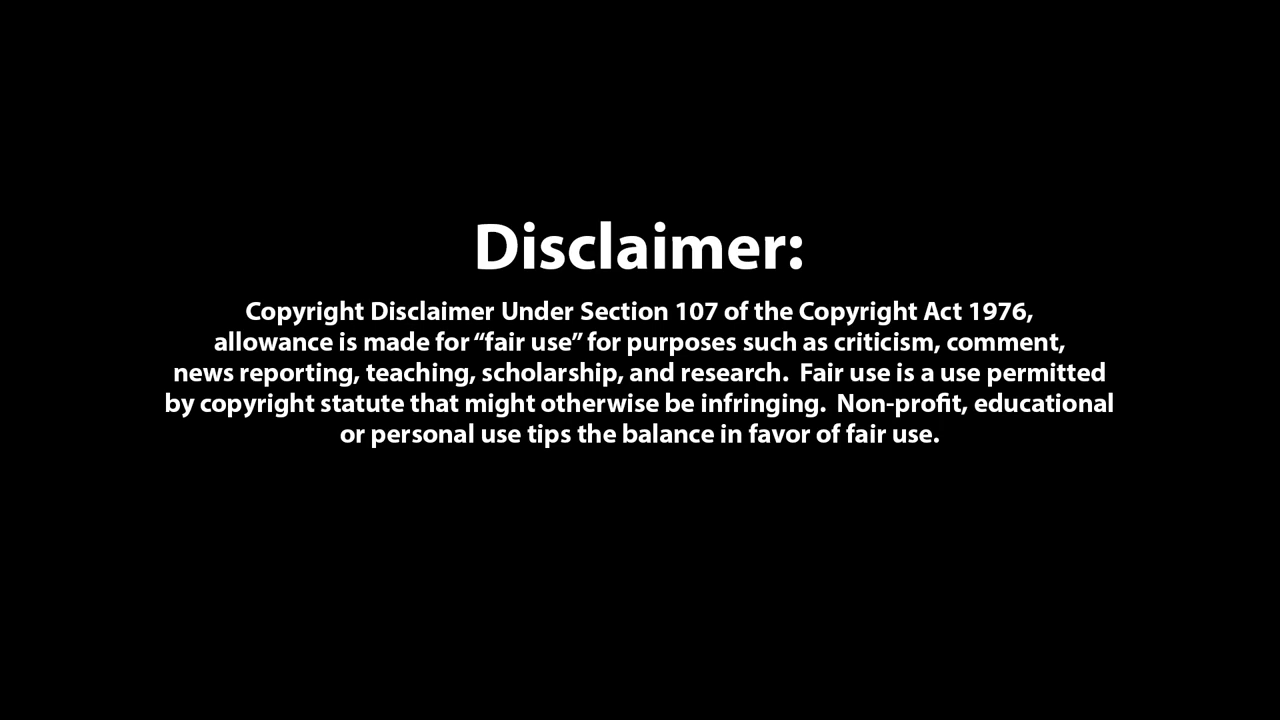 Disclaimer:
Copyright Disclaimer Under Section 107 of the Copyright Act 1976,
allowance is made for “fair use” for purposes such as criticism, comment,
news reporting, teaching, scholarship, and research.  Fair use is a use permitted
by copyright statute that might otherwise be infringing.  Non-profit, educational
or personal use tips the balance in favor of fair use.